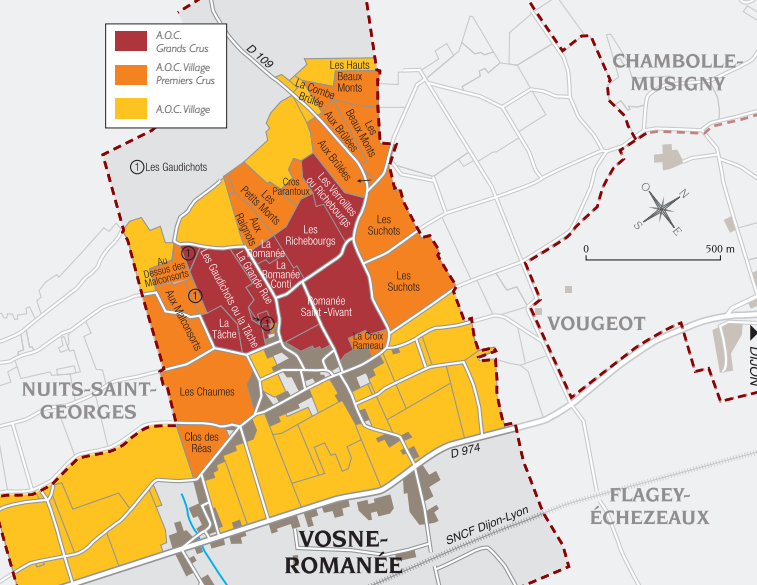 A.O.C.
Grands Crus
A.O.C. Village
Premiers Crus
A.O.C. Village
D 109
CHAMBOLLE-
MUSIGNY
Les Hauts
Beaux
Monts
La Combe
Brûlée
Les
Beaux Monts
Aux Brûlées
Aux Brûlées
1 Les Gaudichots
Cros
Parantoux
Les Verroilles
ou Richebourgs
Les
Petits Monts
Aux
Raignots
Les
Richebourgs
Les
Suchots
Les
Suchots
N
O
S
E
0 500 m
La
Romanée
La
Romanée
Conti
1
Au
Dessus des
Malconsorts
Les Gaudichots ou la Tâche
La Grande Rue
1
Aux Malconsorts
La
Tâche
1
Romanée
Saint-Vivant
La Croix
Rameau
VOUGEOT
DIJON
NUITS-SAINT-
GEORGES
Les Chaumes
Clos des
Réas
D 974
FLAGEY-
ÉCHEZEAUX
SNCF Dijon-Lyon
VOSNE-
ROMANÉE